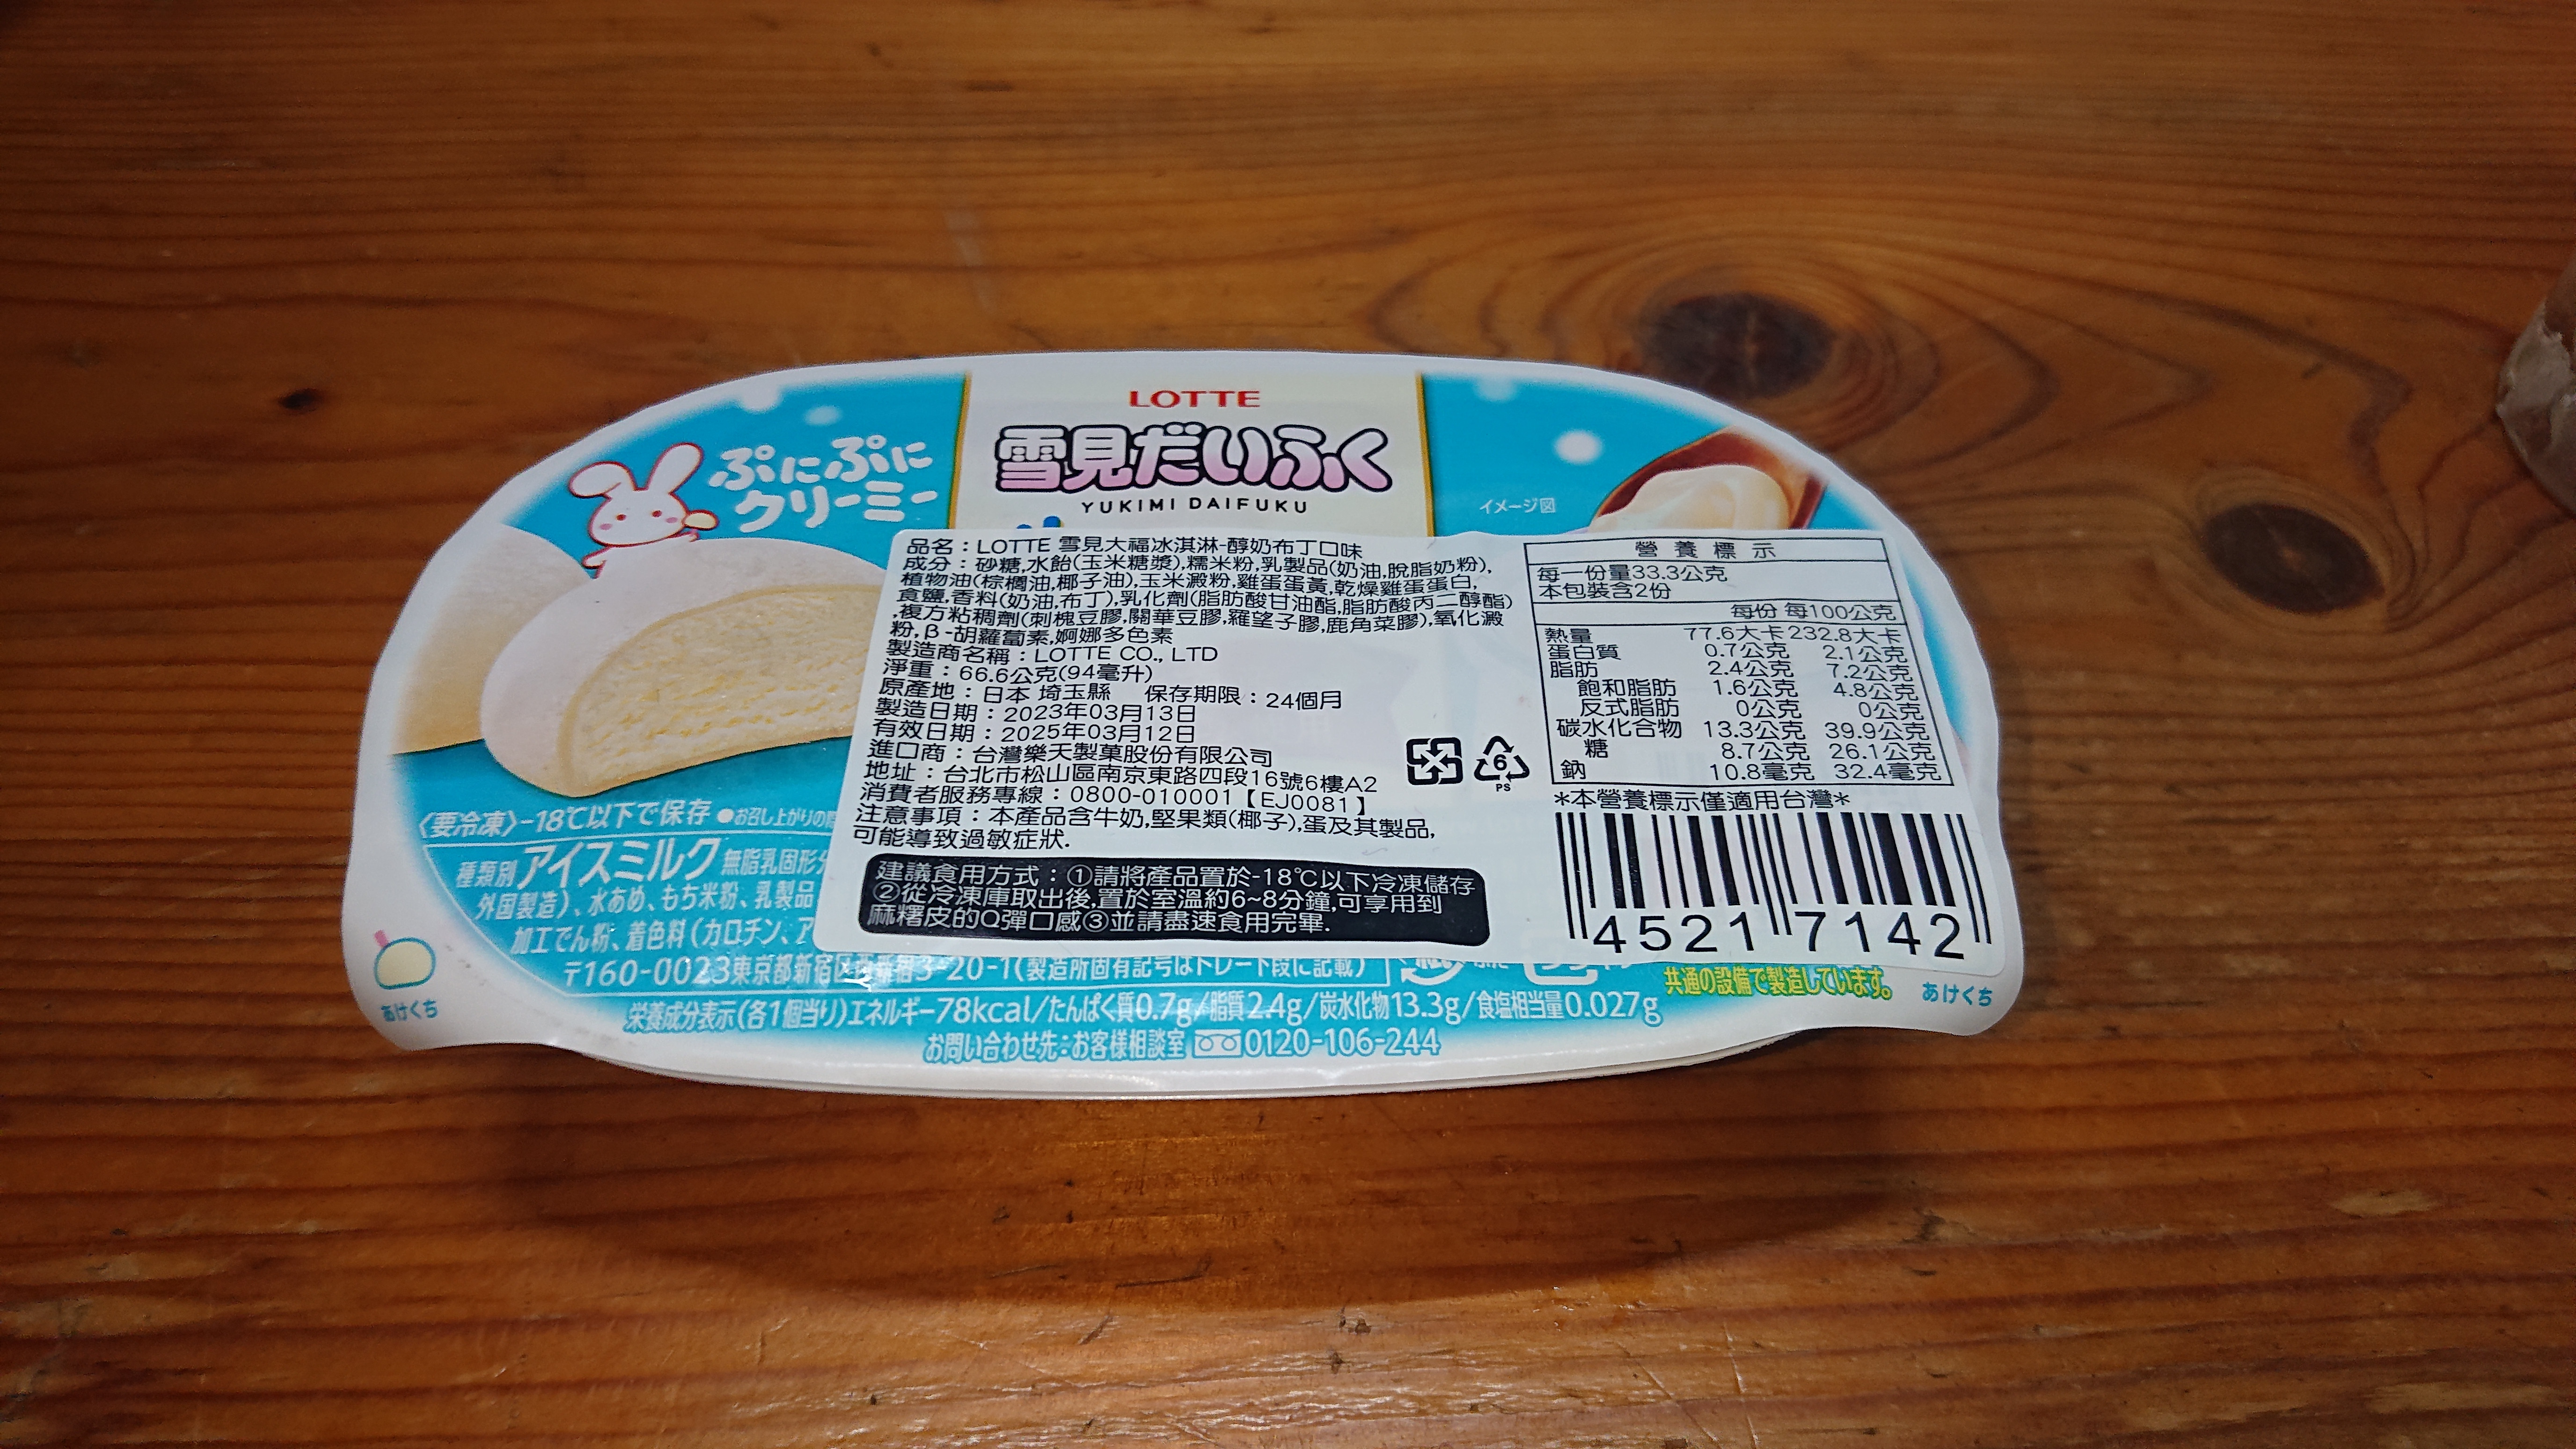 LOTTE
雪見だいふく
YUKIMI DAIFUKU
ぷにぷに
クリーミー
イメージ図
品名：LOTTE 雪見大福冰淇淋-醇奶布丁口味
成分：砂糖,水飴(玉米糖漿),糯米粉,乳製品(奶油,脫脂奶粉),
植物油(棕櫚油,椰子油),玉米澱粉,雞蛋蛋黃,乾燥雞蛋蛋白,
食鹽,香料(奶油,布丁),乳化劑(脂肪酸甘油酯,脂肪酸丙二醇酯)
,複方粘稠劑(刺槐豆膠,關華豆膠,羅望子膠,鹿角菜膠),氧化澱
粉,β-胡蘿蔔素,婀娜多色素
製造商名稱：LOTTE CO., LTD
淨重：66.6公克(94毫升)
原產地：日本 埼玉縣 保存期限：24個月
製造日期：2023年03月13日
有效日期：2025年03月12日
進口商：台灣樂天製菓股份有限公司
地址：台北市松山區南京東路四段16號6樓A2
消費者服務專線：0800-010001【EJ0081】
注意事項：本產品含牛奶,堅果類(椰子),蛋及其製品,
可能導致過敏症狀.
建議食用方式：①請將產品置於-18℃以下冷凍儲存
②從冷凍庫取出後,置於室溫約6~8分鐘,可享用到
麻糬皮的Q彈口感③並請盡速食用完畢.
6
PS
營養標示
每一份量33.3公克
本包裝含2份
每份 每100公克
熱量 77.6大卡 232.8大卡
蛋白質 0.7公克 2.1公克
脂肪 2.4公克 7.2公克
飽和脂肪 1.6公克 4.8公克
反式脂肪 0公克 0公克
碳水化合物 13.3公克 39.9公克
糖 8.7公克 26.1公克
鈉 10.8毫克 32.4毫克
*本營養標示僅適用台灣*
4521 7142
〈要冷凍〉-18℃以下で保存 ●お召し上がりの
種類別アイスミルク 無脂乳固形
外国製造)、水あめ、もち米粉、乳製品
加工でん粉、着色料(カロチン、ア
〒160-0023東京都新宿区西新宿3-20-1(製造所固有記号はトレー下段に記載)
共通の設備で製造しています。
あけくち
あけくち
栄養成分表示(各1個当り)エネルギー78kcal/たんぱく質0.7g/脂質2.4g/炭水化物13.3g/食塩相当量0.027g
お問い合わせ先:お客様相談室 0120-106-244